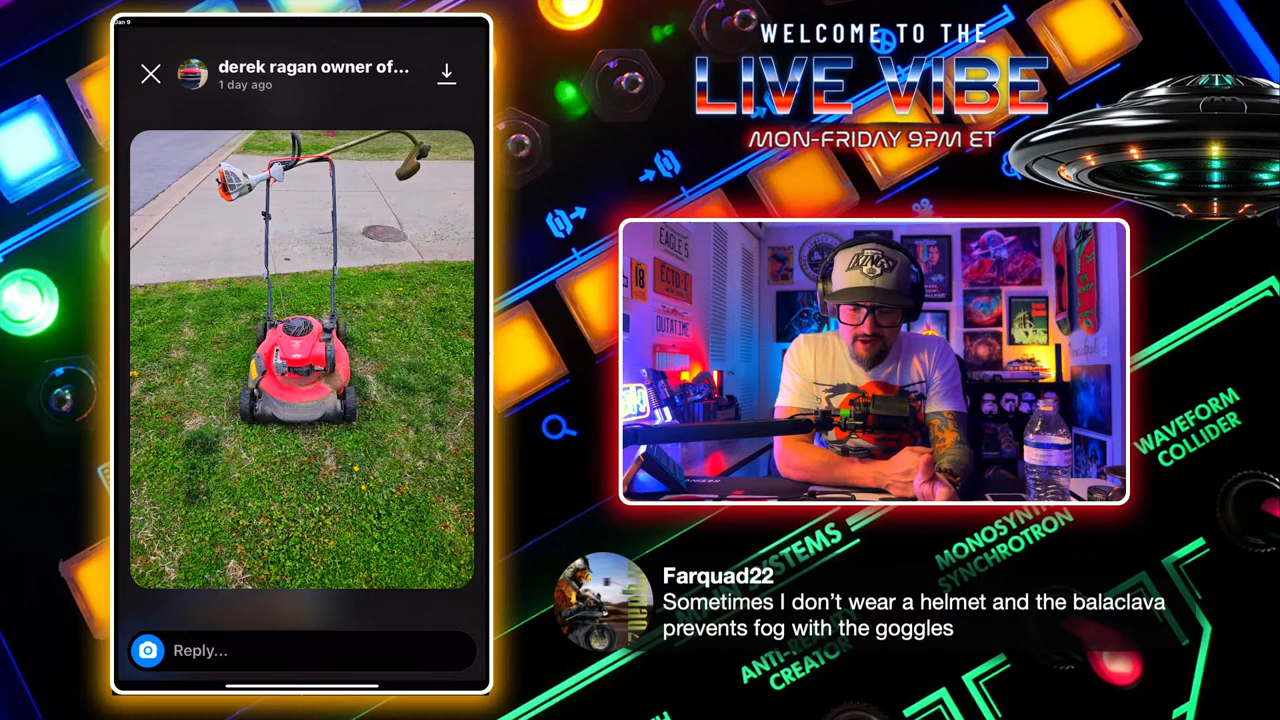 Jan 9
derek ragan owner of...
1 day ago
Reply...
WELCOME TO THE
LIVE VIBE
MON-FRIDAY 9PM ET
EAGLE 5
18
ECTO-1
OUTATIME
KINGS
WAVEFORM
COLLIDER
SYSTEMS
MONOSYNTH
SYNCHROTRON
Farquad22
Sometimes I don’t wear a helmet and the balaclava
prevents fog with the goggles
CREATOR